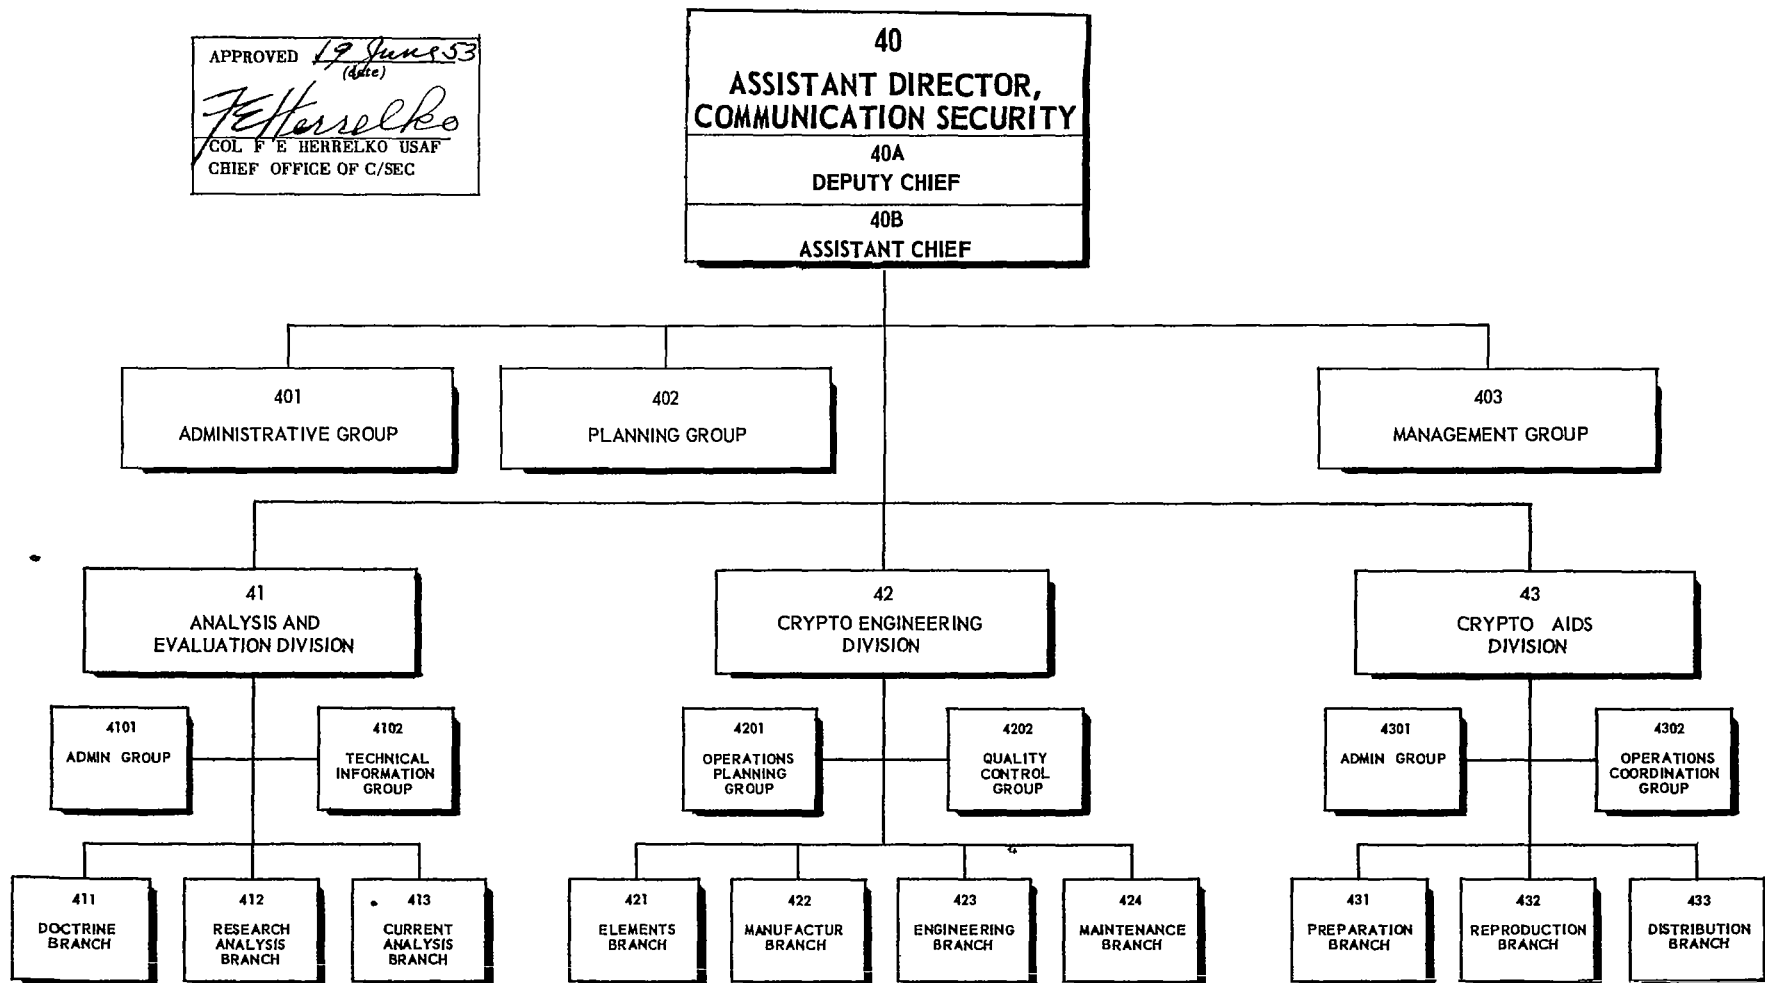 APPROVED 19 June 53
(date)
F E Herrelko
COL F E HERRELKO USAF
CHIEF OFFICE OF C/SEC
40
ASSISTANT DIRECTOR,
COMMUNICATION SECURITY
40A
DEPUTY CHIEF
40B
ASSISTANT CHIEF
401
ADMINISTRATIVE GROUP
402
PLANNING GROUP
403
MANAGEMENT GROUP
41
ANALYSIS AND
EVALUATION DIVISION
42
CRYPTO ENGINEERING
DIVISION
43
CRYPTO AIDS
DIVISION
4101
ADMIN GROUP
4102
TECHNICAL
INFORMATION
GROUP
4201
OPERATIONS
PLANNING
GROUP
4202
QUALITY
CONTROL
GROUP
4301
ADMIN GROUP
4302
OPERATIONS
COORDINATION
GROUP
411
DOCTRINE
BRANCH
412
RESEARCH
ANALYSIS
BRANCH
413
CURRENT
ANALYSIS
BRANCH
421
ELEMENTS
BRANCH
422
MANUFACTUR
BRANCH
423
ENGINEERING
BRANCH
424
MAINTENANCE
BRANCH
431
PREPARATION
BRANCH
432
REPRODUCTION
BRANCH
433
DISTRIBUTION
BRANCH